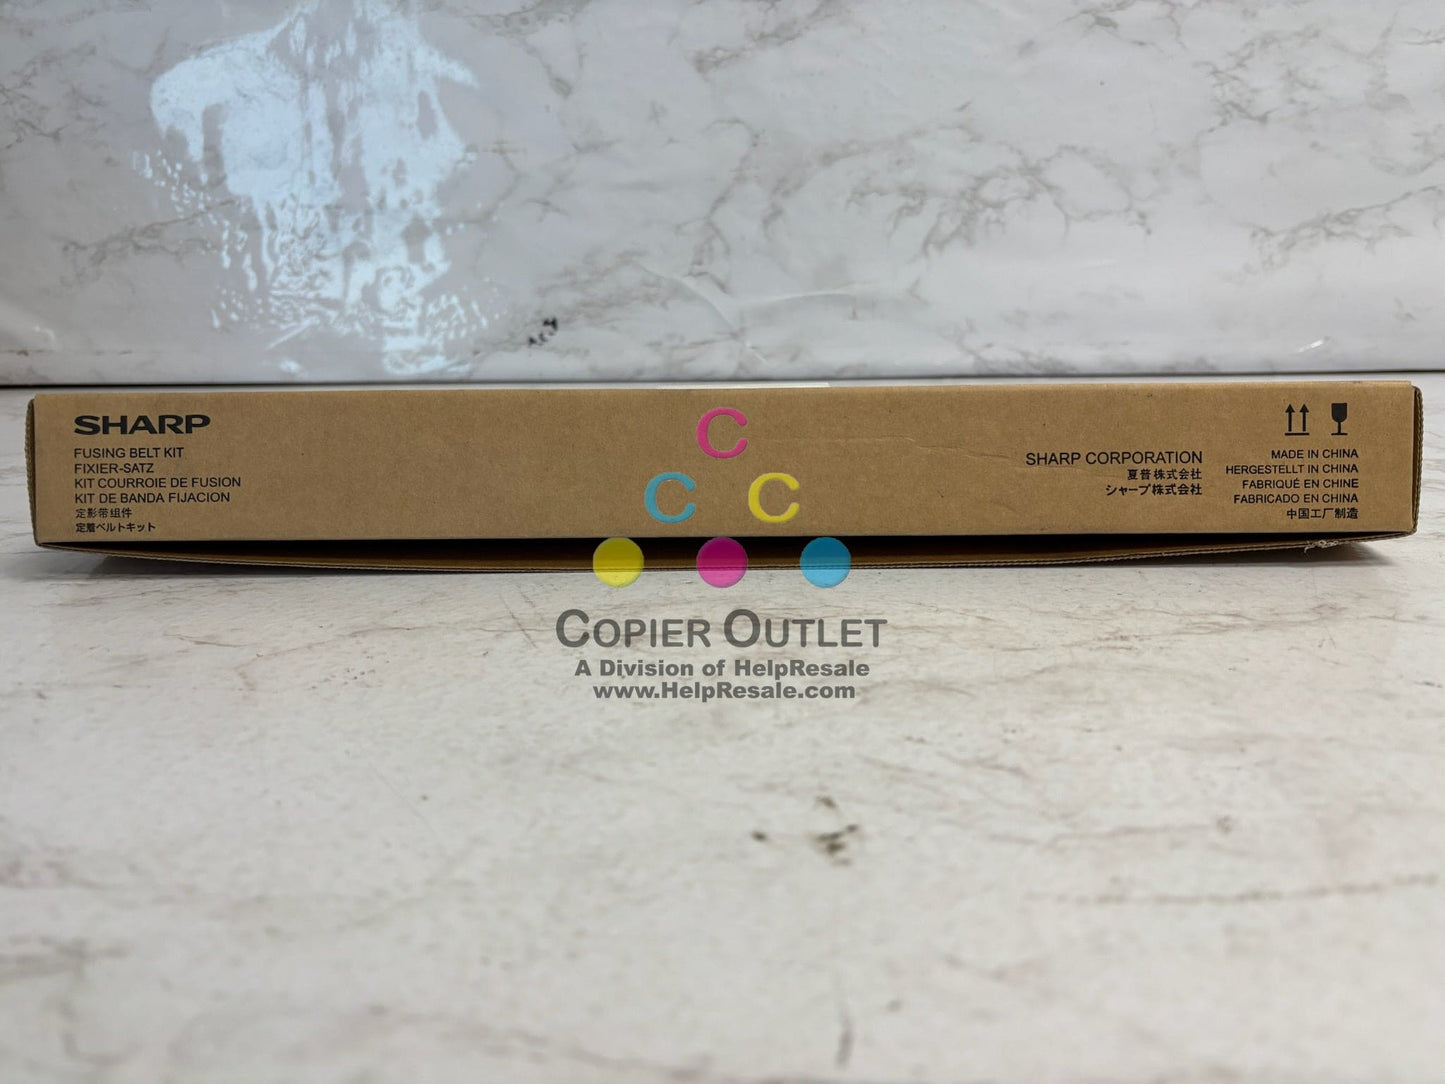 SHARP
FUSING BELT KIT
FIXIER-SATZ
KIT COURROIE DE FUSION
KIT DE BANDA FIJACION
定影带组件
定着ベルトキット
SHARP CORPORATION
夏普株式会社
シャープ株式会社
MADE IN CHINA
HERGESTELLT IN CHINA
FABRIQUÉ EN CHINE
FABRICADO EN CHINA
中国工厂制造
C
C C
COPIER OUTLET
A Division of HelpResale
www.HelpResale.com